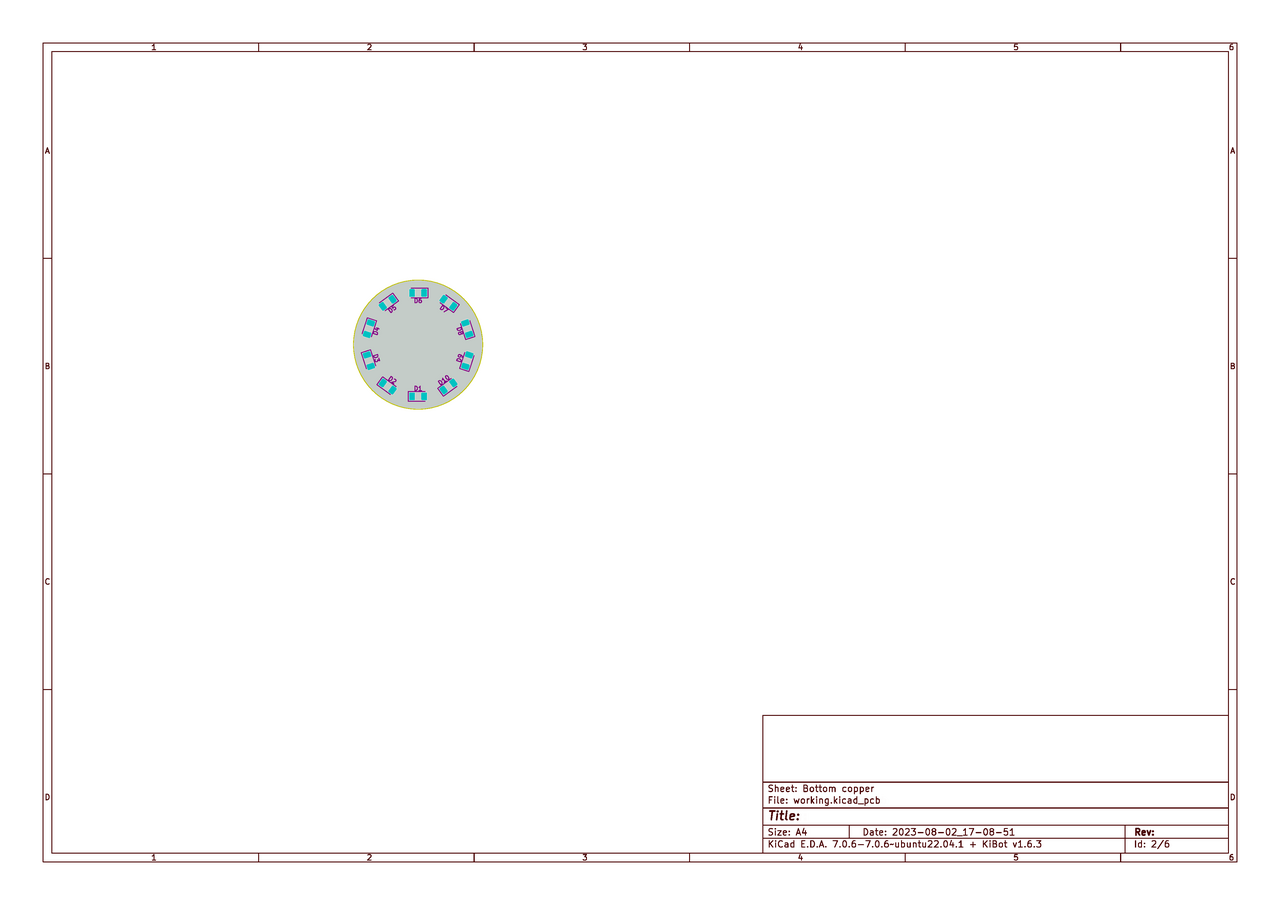 1 2 3 4 5 6
A A
D6
D5 D7
D4 D8
B B
D3 D9
D2 D10
D1
C C
D D
Sheet: Bottom copper
File: working.kicad_pcb
Title:
Size: A4 Date: 2023-08-02_17-08-51 Rev:
KiCad E.D.A. 7.0.6-7.0.6~ubuntu22.04.1 + KiBot v1.6.3 Id: 2/6
1 2 3 4 5 6